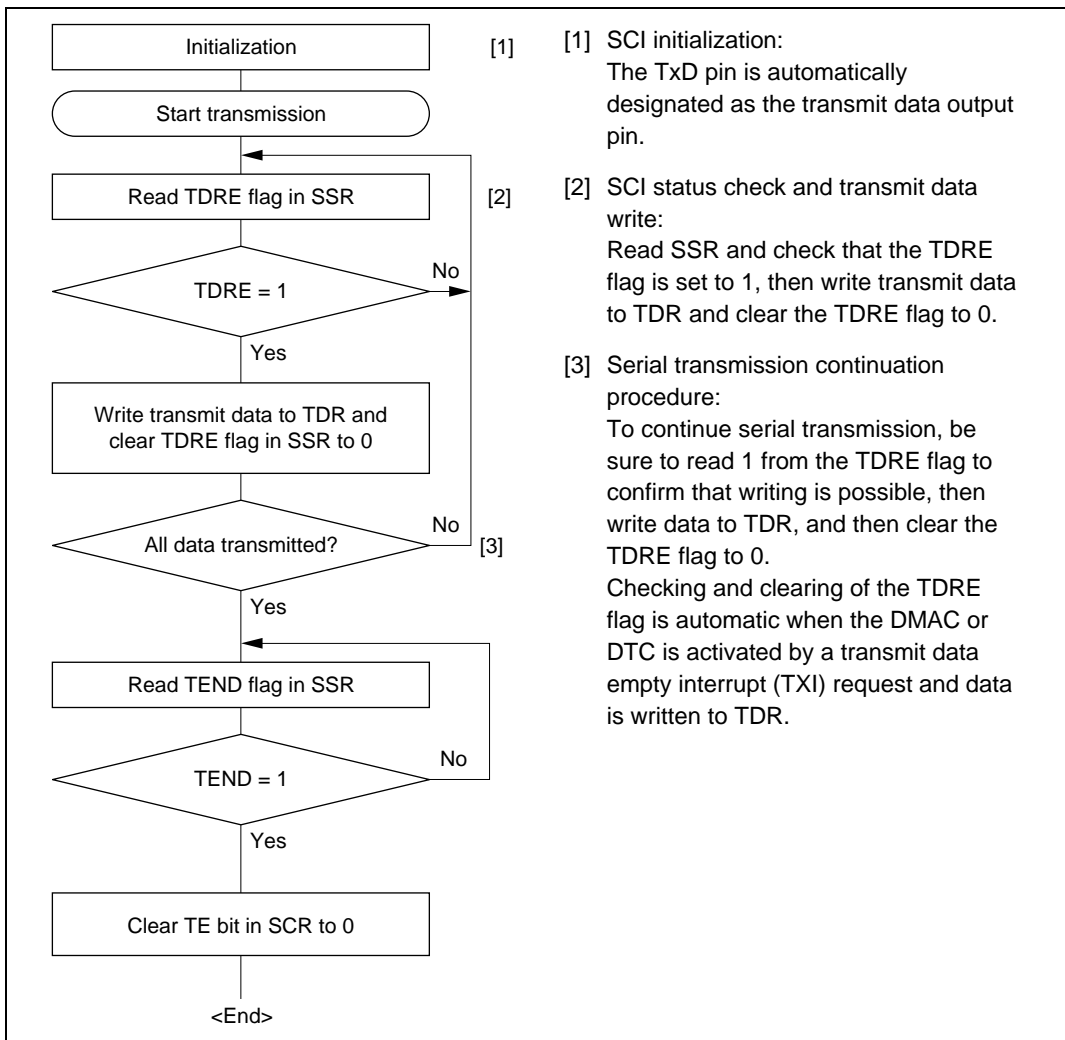 Initialization
[1]
Start transmission
Read TDRE flag in SSR
[2]
No
TDRE = 1
Yes
Write transmit data to TDR and
clear TDRE flag in SSR to 0
No
All data transmitted?
[3]
Yes
Read TEND flag in SSR
No
TEND = 1
Yes
Clear TE bit in SCR to 0
<End>
[1] SCI initialization:
The TxD pin is automatically
designated as the transmit data output
pin.
[2] SCI status check and transmit data
write:
Read SSR and check that the TDRE
flag is set to 1, then write transmit data
to TDR and clear the TDRE flag to 0.
[3] Serial transmission continuation
procedure:
To continue serial transmission, be
sure to read 1 from the TDRE flag to
confirm that writing is possible, then
write data to TDR, and then clear the
TDRE flag to 0.
Checking and clearing of the TDRE
flag is automatic when the DMAC or
DTC is activated by a transmit data
empty interrupt (TXI) request and data
is written to TDR.